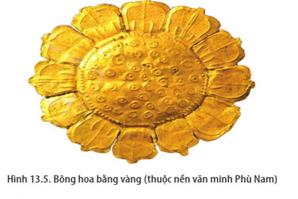 Hình 13.5. Bông hoa bằng vàng (thuộc nền văn minh Phù Nam)